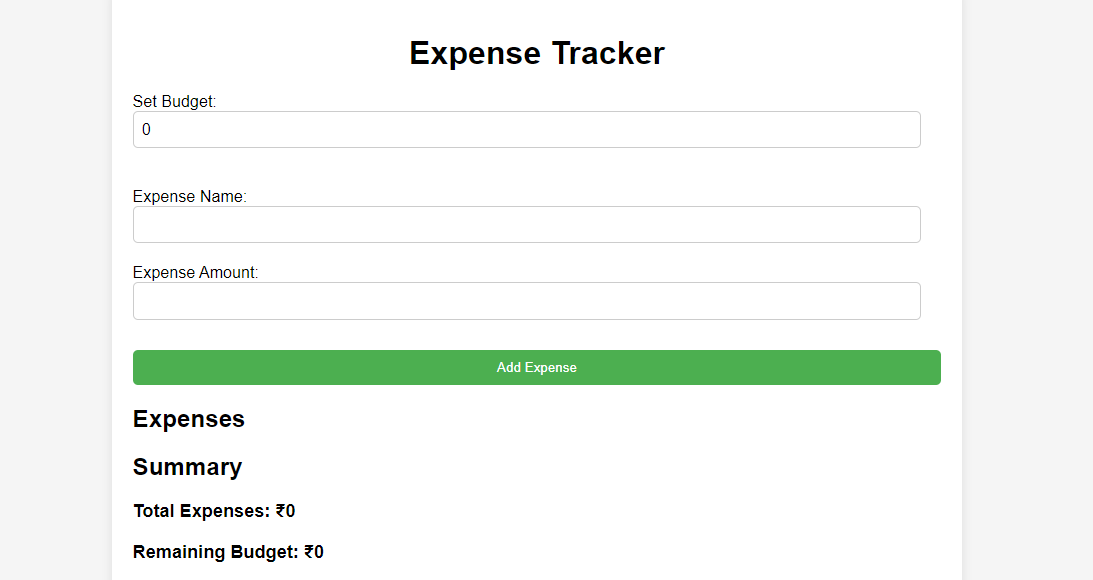 Expense Tracker
Set Budget:
0
Expense Name:
Expense Amount:
Add Expense
Expenses
Summary
Total Expenses: ₹0
Remaining Budget: ₹0